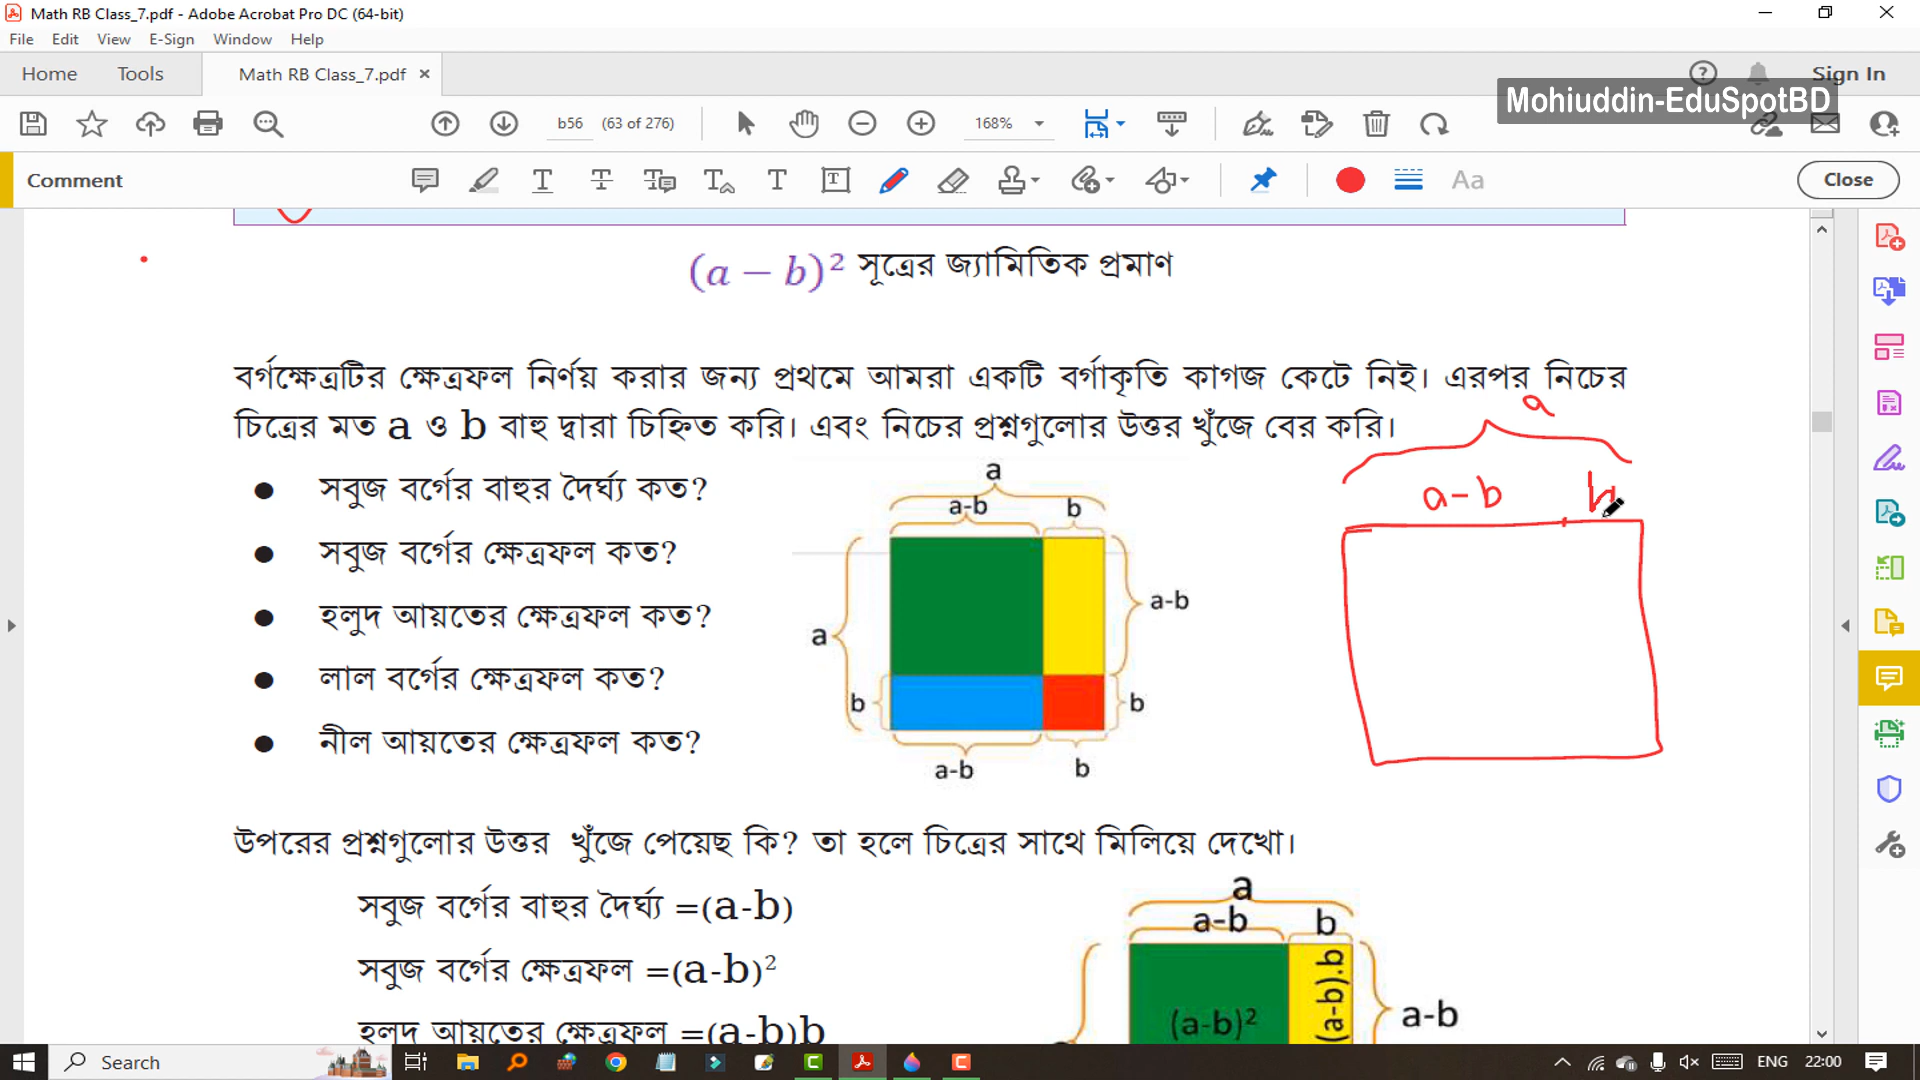 Math RB Class_7.pdf - Adobe Acrobat Pro DC (64-bit)
File Edit View E-Sign Window Help
Home Tools Math RB Class_7.pdf × Sign In
Mohiuddin-EduSpotBD
b56 (63 of 276) 168%
Comment Aa Close
(a − b)² সূত্রের জ্যামিতিক প্রমাণ
বর্গক্ষেত্রটির ক্ষেত্রফল নির্ণয় করার জন্য প্রথমে আমরা একটি বর্গাকৃতি কাগজ কেটে নিই। এরপর নিচের
চিত্রের মত a ও b বাহু দ্বারা চিহ্নিত করি। এবং নিচের প্রশ্নগুলোর উত্তর খুঁজে বের করি।
a
a-b b
● সবুজ বর্গের বাহুর দৈর্ঘ্য কত?
● সবুজ বর্গের ক্ষেত্রফল কত?
● হলুদ আয়তের ক্ষেত্রফল কত?
● লাল বর্গের ক্ষেত্রফল কত?
● নীল আয়তের ক্ষেত্রফল কত?
a
a-b b
a-b
a
b b
a-b b
উপরের প্রশ্নগুলোর উত্তর খুঁজে পেয়েছ কি? তা হলে চিত্রের সাথে মিলিয়ে দেখো।
সবুজ বর্গের বাহুর দৈর্ঘ্য =(a-b)
সবুজ বর্গের ক্ষেত্রফল =(a-b)²
হলুদ আয়তের ক্ষেত্রফল =(a-b)b
a
a-b b
(a-b)² (a-b).b a-b
Search ENG 22:00